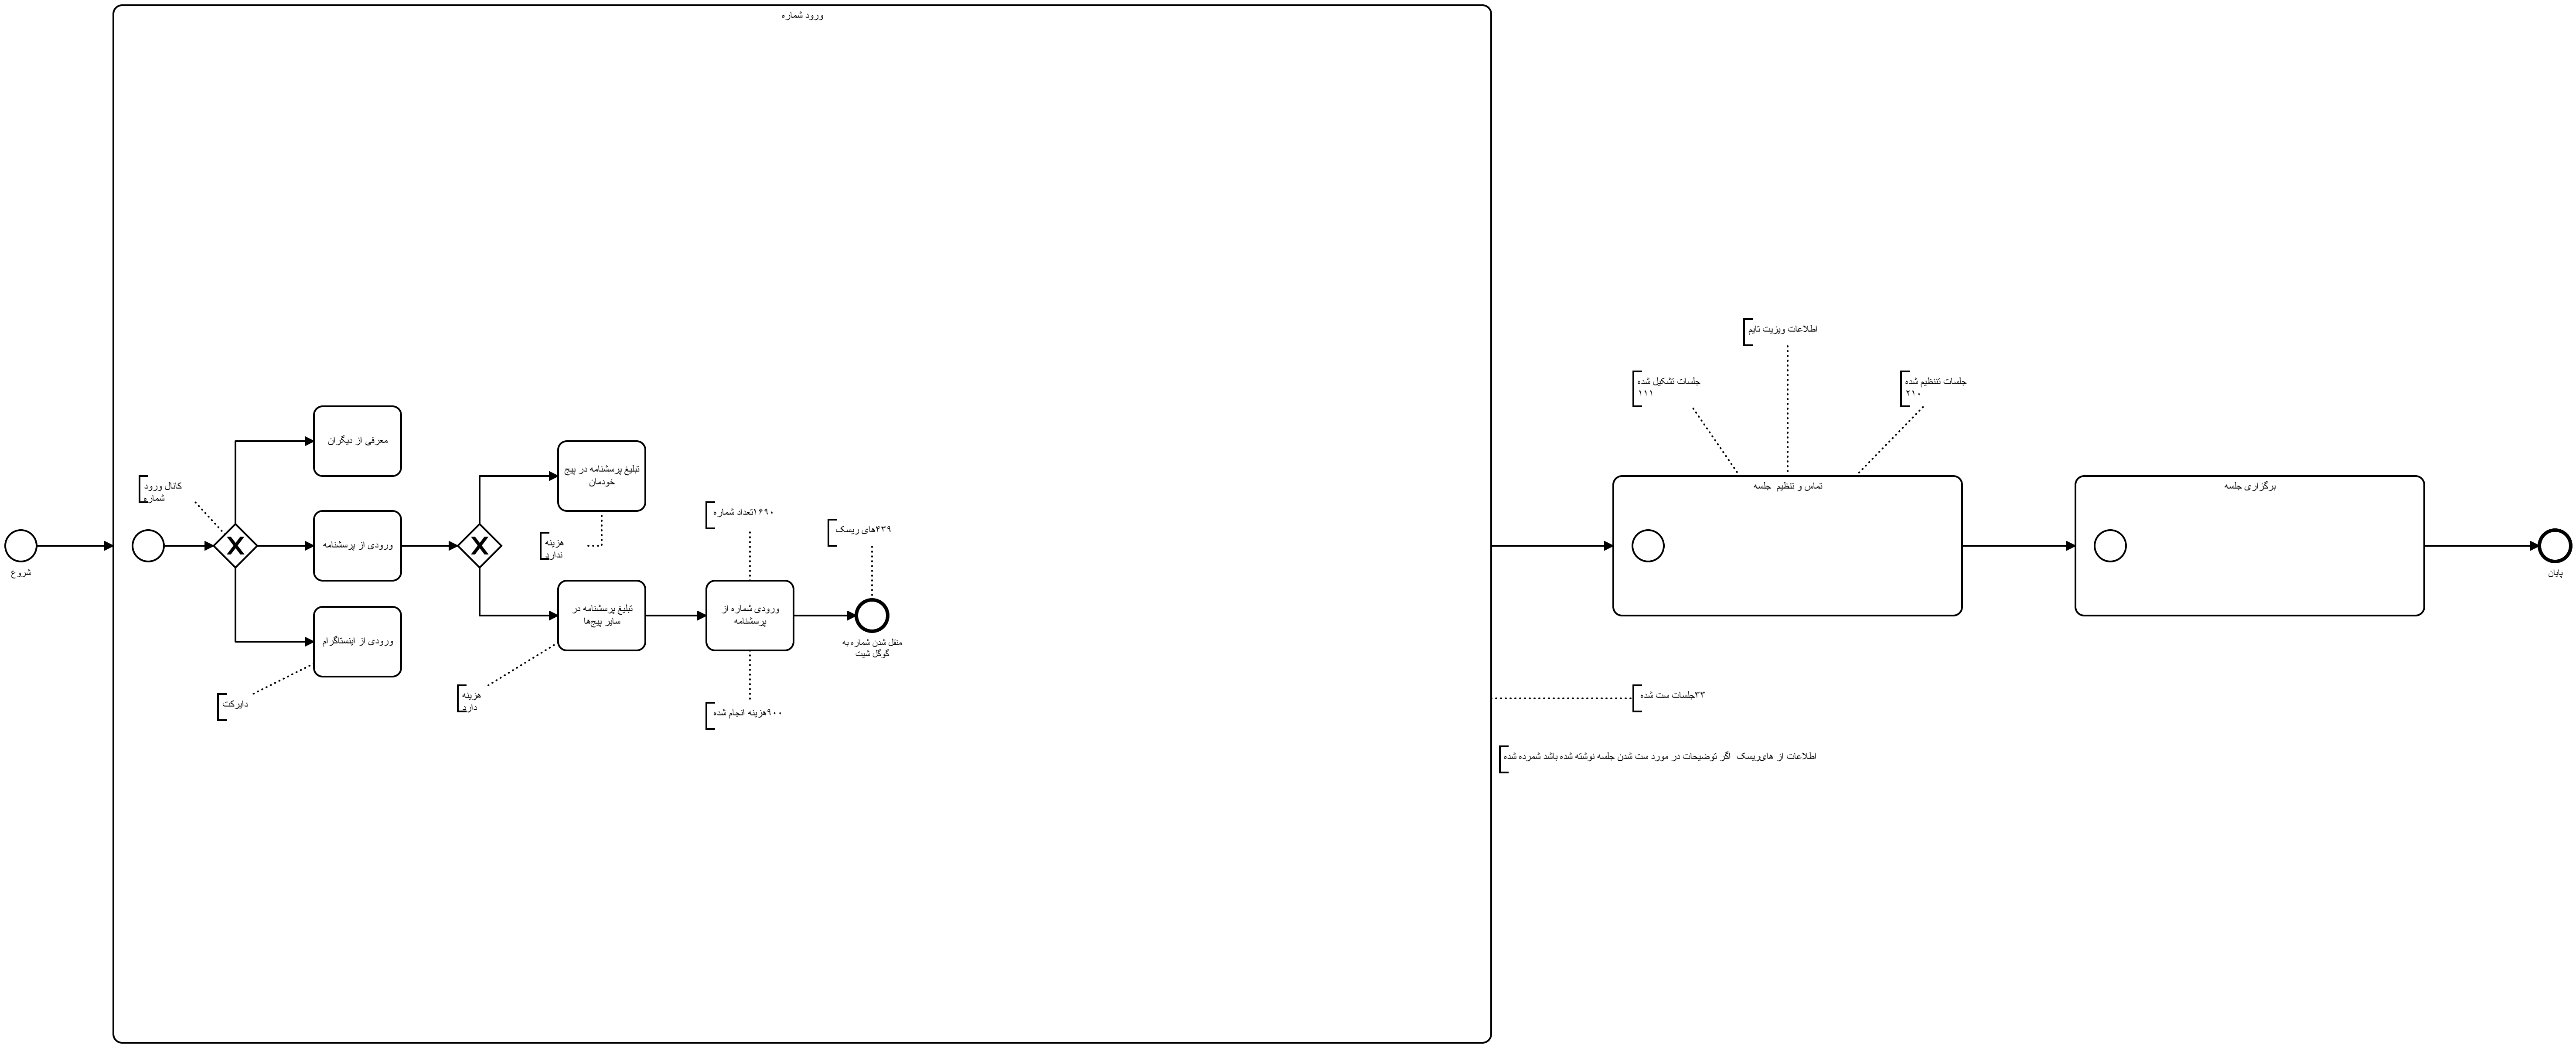 ورود شماره
اطلاعات ویزیت تایم
جلسات تشکیل شده
۱۱۱
جلسات تنظیم شده
۲۱۰
معرفی از دیگران
تبلیغ پرسشنامه در پیج
خودمان
کانال ورود
شماره
تماس و تنظیم جلسه
برگزاری جلسه
۱۶۹۰تعداد شماره
۴۳۹های ریسک
شروع
ورودی از پرسشنامه
هزینه
ندارد
پایان
تبلیغ پرسشنامه در
سایر پیج‌ها
ورودی شماره از
پرسشنامه
ورودی از اینستاگرام
منقل شدن شماره به
گوگل شیت
دایرکت
هزینه
دارد
۹۰۰هزینه انجام شده
۳۳جلسات ست شده
اطلاعات از های‌ریسک اگر توضیحات در مورد ست شدن جلسه نوشته شده باشد شمرده شده